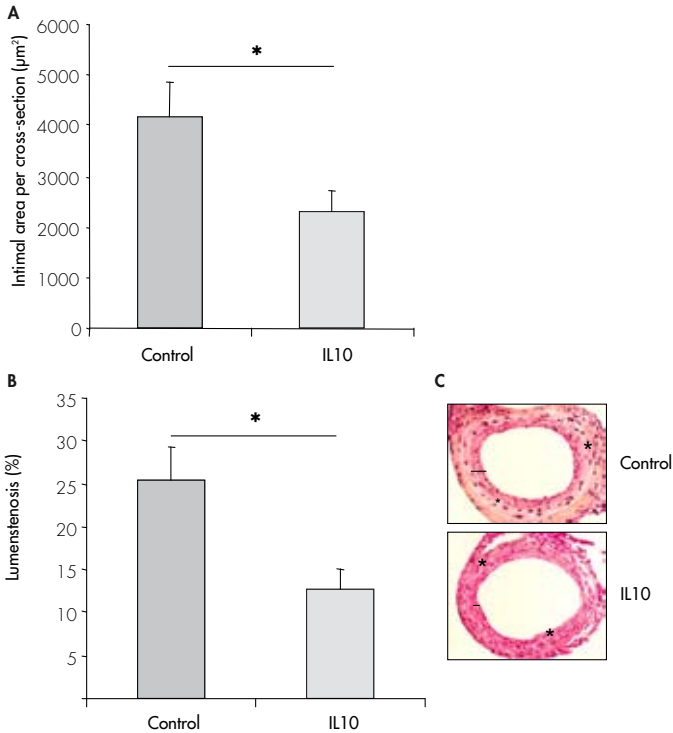 A
Intimal area per cross-section (µm²)
6000
5000
4000
3000
2000
1000
0
*
Control IL10
B
Lumenstenosis (%)
35
30
25
20
15
10
5
*
Control IL10
C
*
*
Control
*
*
IL10